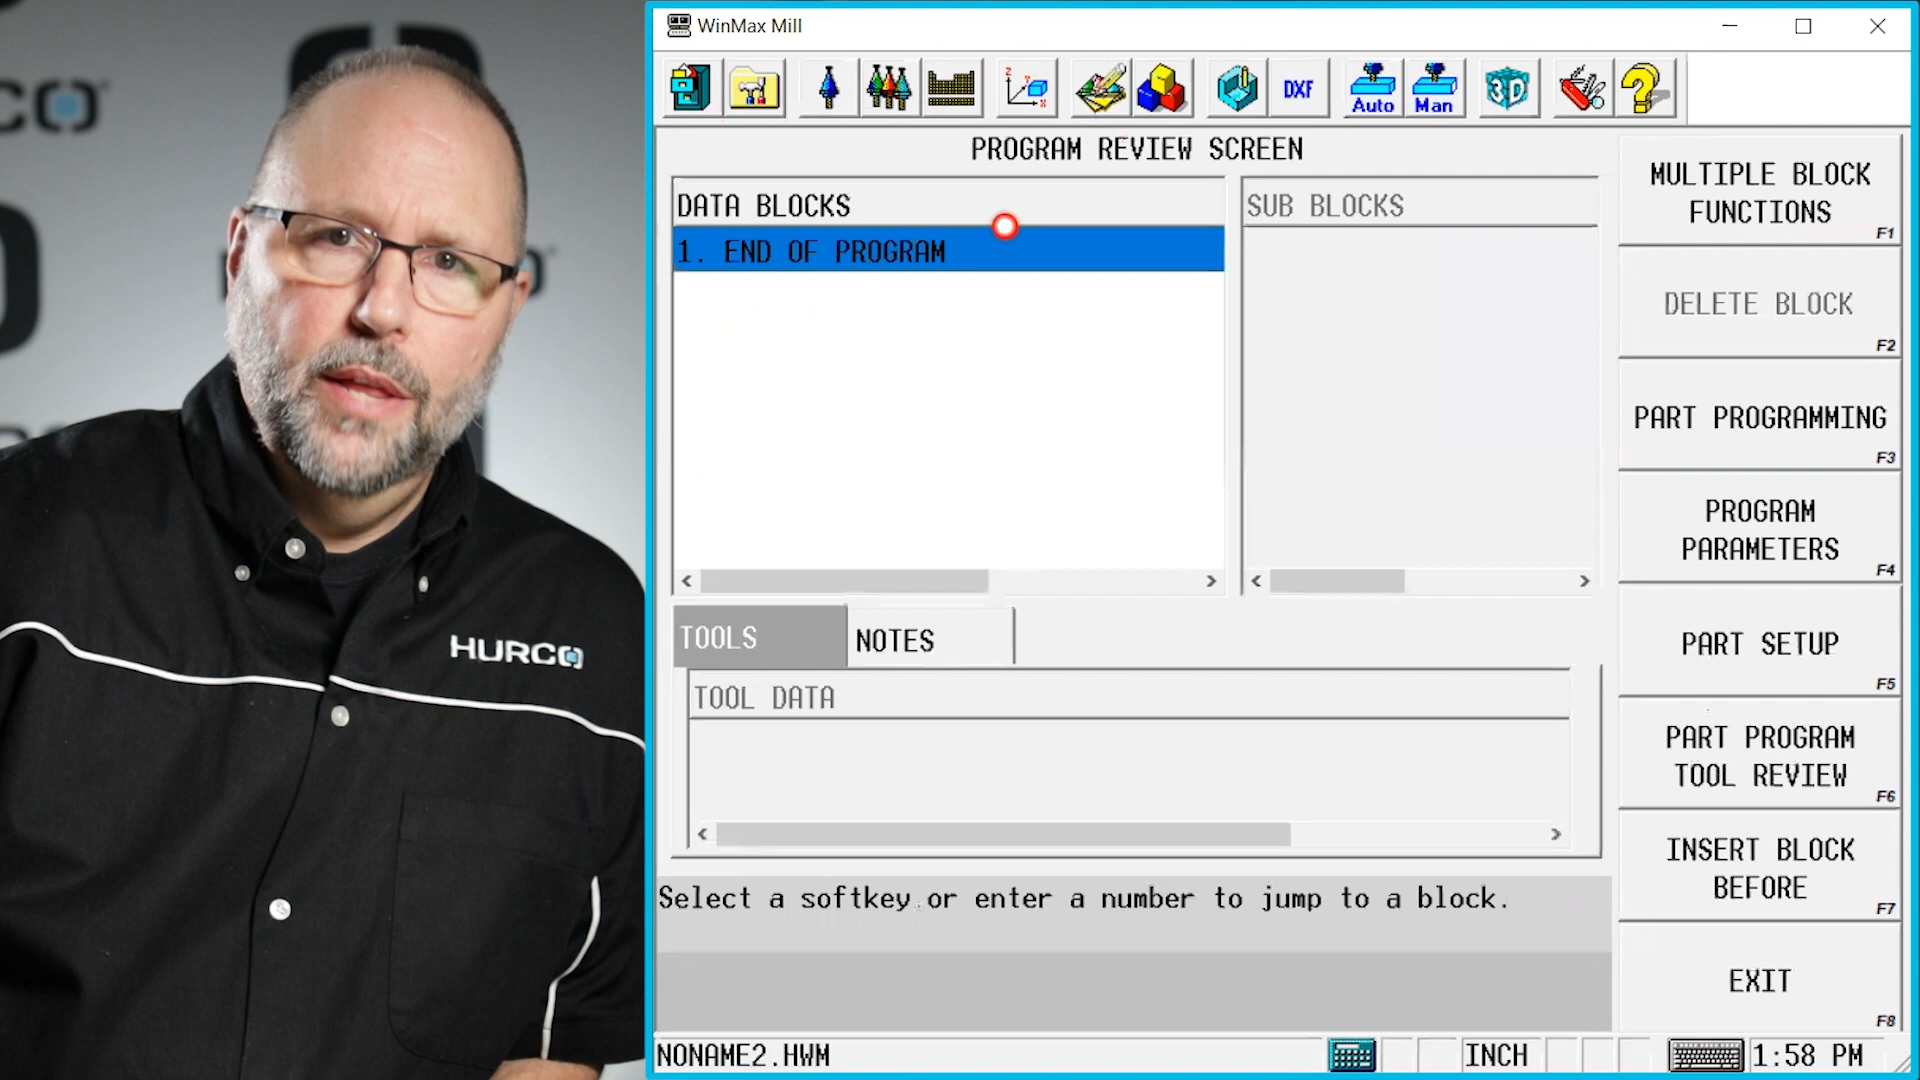 WinMax Mill
DXF
Auto
Man
3D
PROGRAM REVIEW SCREEN
DATA BLOCKS
SUB BLOCKS
1. END OF PROGRAM
TOOLS
NOTES
TOOL DATA
Select a softkey or enter a number to jump to a block.
MULTIPLE BLOCK
FUNCTIONS
F1
DELETE BLOCK
F2
PART PROGRAMMING
F3
PROGRAM
PARAMETERS
F4
PART SETUP
F5
PART PROGRAM
TOOL REVIEW
F6
INSERT BLOCK
BEFORE
F7
EXIT
F8
NONAME2.HWM
INCH
1:58 PM
HURCO